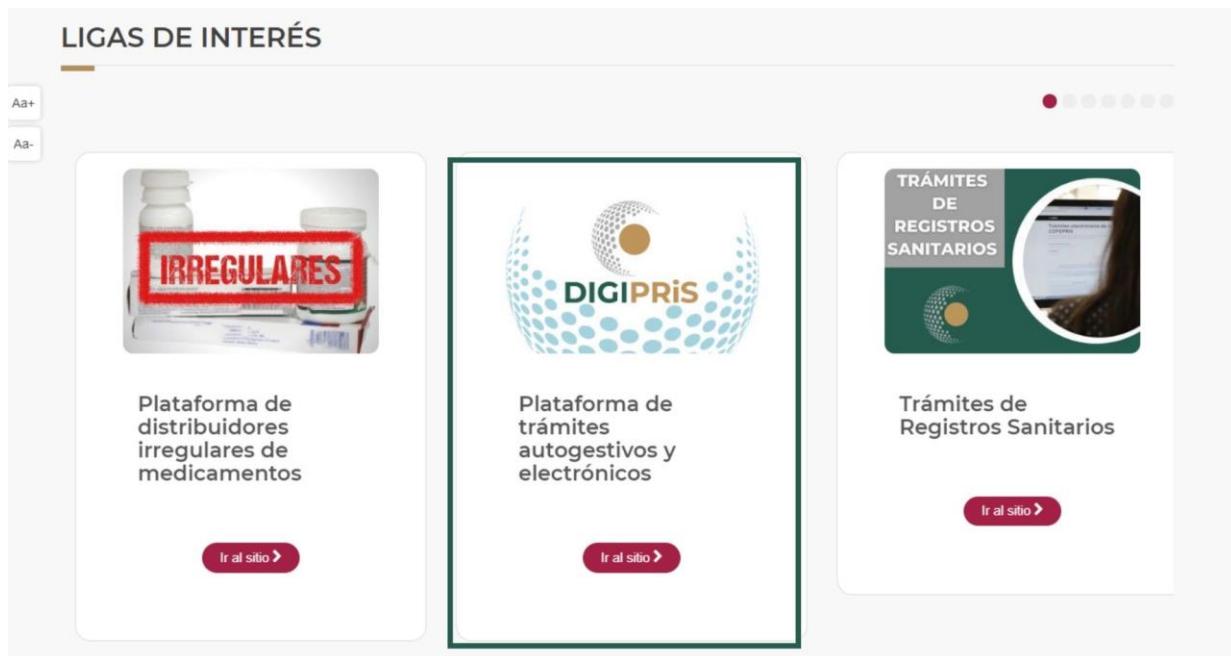 LIGAS DE INTERÉS
Aa+
Aa-
IRREGULARES
Plataforma de
distribuidores
irregulares de
medicamentos
Ir al sitio
DIGIPRiS
Plataforma de
trámites
autogestivos y
electrónicos
Ir al sitio
TRÁMITES
DE
REGISTROS
SANITARIOS
Trámites de
Registros Sanitarios
Ir al sitio